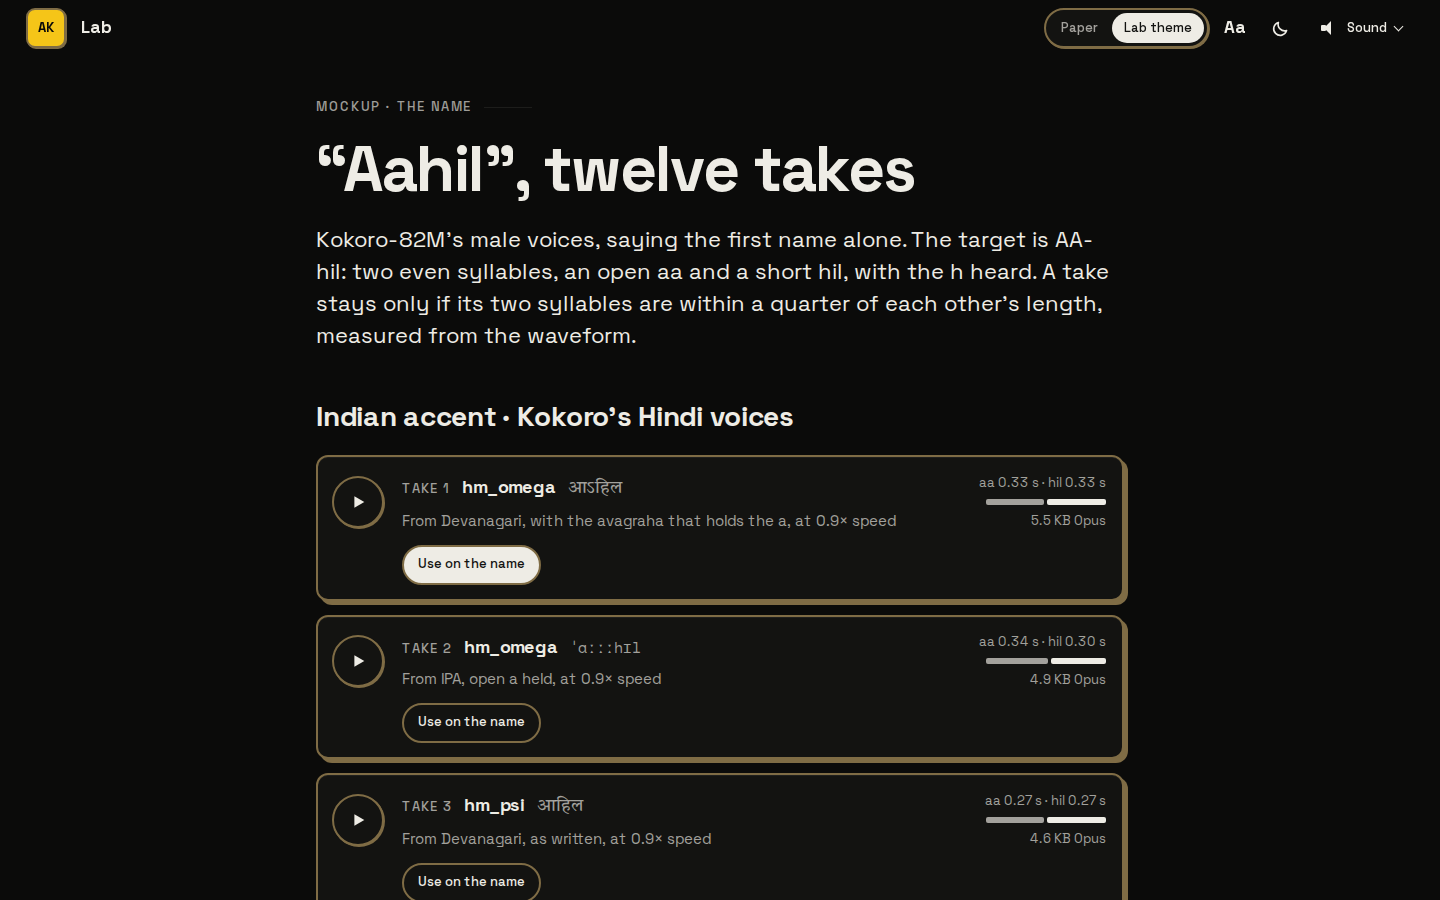 AK Lab Paper Lab theme Aa Sound
MOCKUP · THE NAME
“Aahil”, twelve takes
Kokoro-82M’s male voices, saying the first name alone. The target is AA-
hil: two even syllables, an open aa and a short hil, with the h heard. A take
stays only if its two syllables are within a quarter of each other’s length,
measured from the waveform.
Indian accent · Kokoro’s Hindi voices
TAKE 1 hm_omega आऽहिल aa 0.33 s · hil 0.33 s
From Devanagari, with the avagraha that holds the a, at 0.9× speed 5.5 KB Opus
Use on the name
TAKE 2 hm_omega ˈɑːːːhɪl aa 0.34 s · hil 0.30 s
From IPA, open a held, at 0.9× speed 4.9 KB Opus
Use on the name
TAKE 3 hm_psi आहिल aa 0.27 s · hil 0.27 s
From Devanagari, as written, at 0.9× speed 4.6 KB Opus
Use on the name